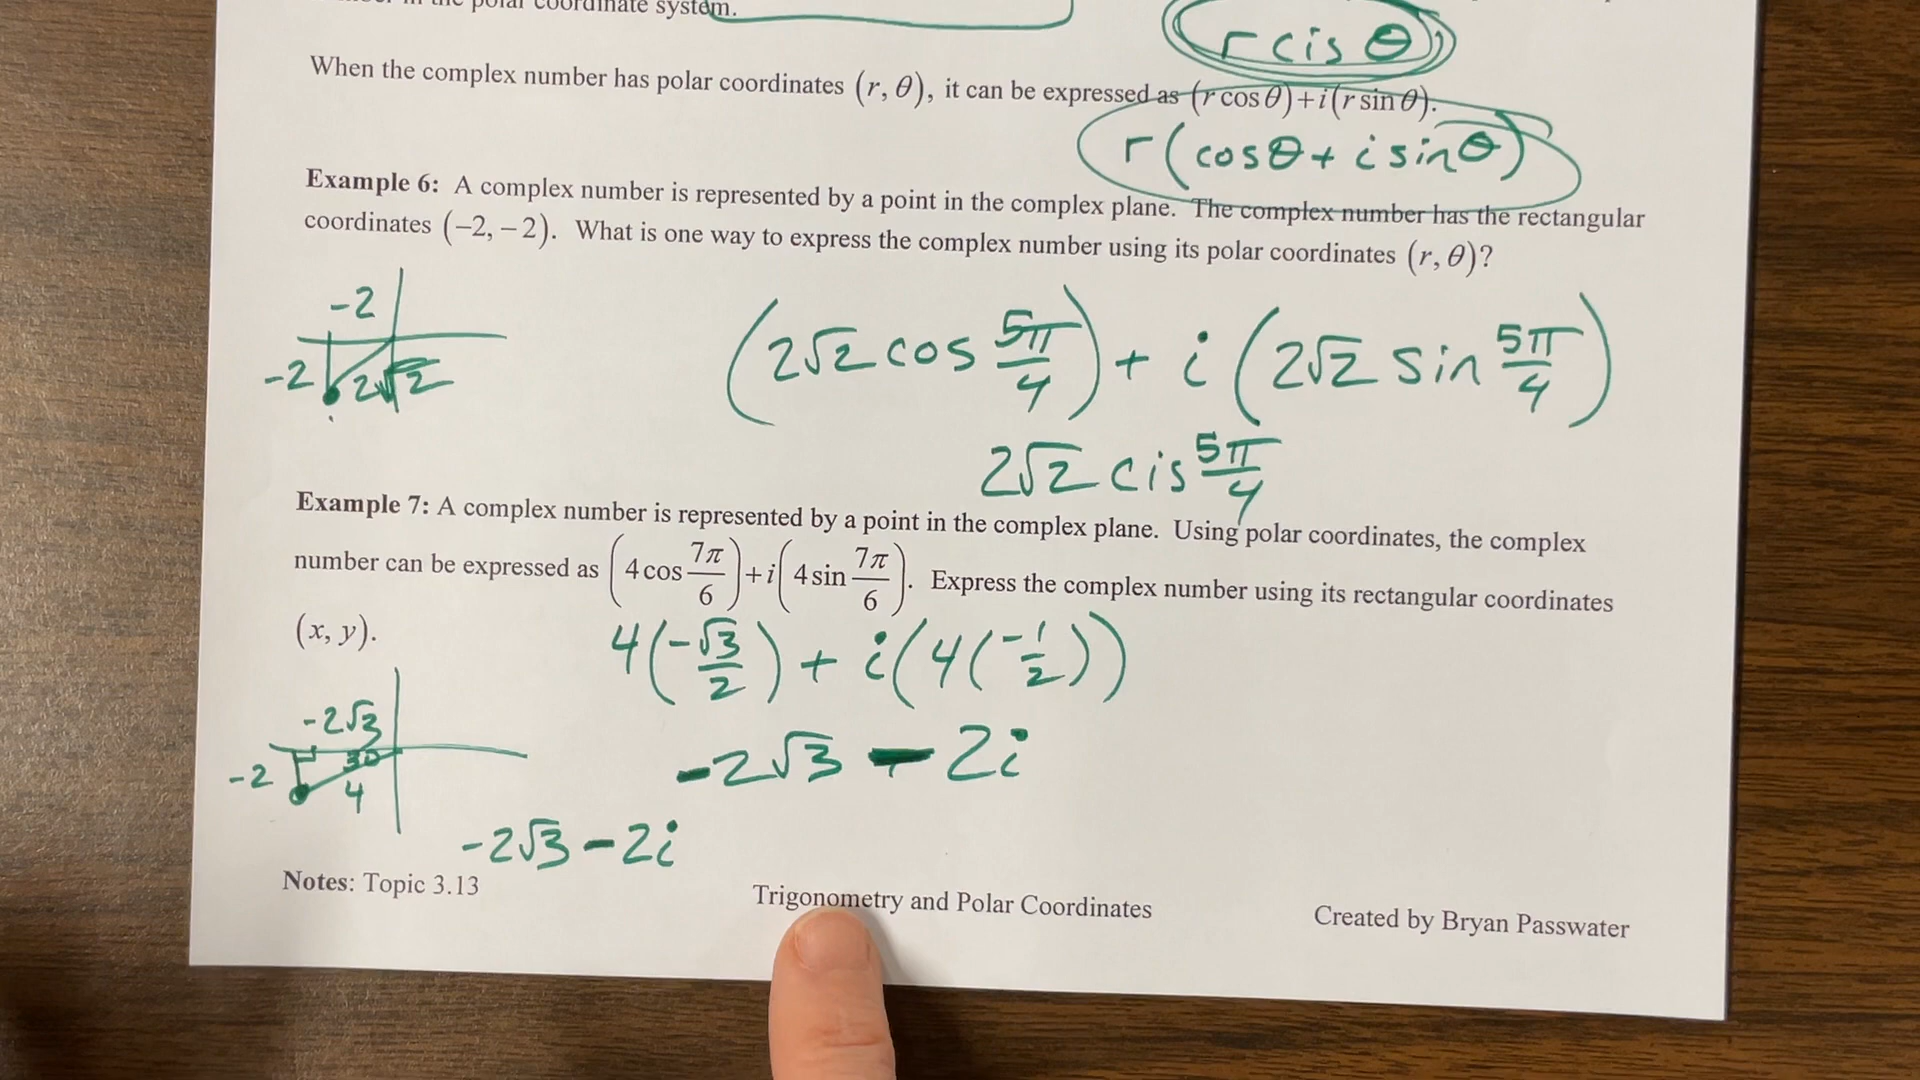 in the polar coordinate system.
r cis θ
When the complex number has polar coordinates (r, θ), it can be expressed as (r cos θ)+i(r sin θ).
r(cosθ + i sinθ)
Example 6: A complex number is represented by a point in the complex plane. The complex number has the rectangular
coordinates (−2, −2). What is one way to express the complex number using its polar coordinates (r, θ)?
-2
-2 2√2
(2√2 cos 5π/4) + i (2√2 sin 5π/4)
2√2 cis 5π/4
Example 7: A complex number is represented by a point in the complex plane. Using polar coordinates, the complex
number can be expressed as (4 cos 7π/6)+i(4 sin 7π/6). Express the complex number using its rectangular coordinates
(x, y).
4(-√3/2) + i(4(-1/2))
-2√3
30
-2
4
-2√3 - 2i
-2√3 - 2i
Notes: Topic 3.13
Trigonometry and Polar Coordinates
Created by Bryan Passwater